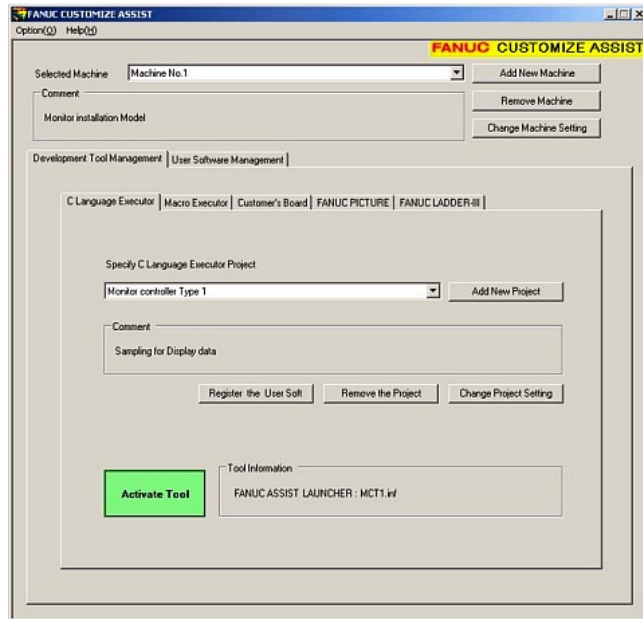 FANUC CUSTOMIZE ASSIST
Option(O) Help(H)
FANUC CUSTOMIZE ASSIST
Selected Machine Machine No.1 Add New Machine
Comment
Monitor installation Model
Remove Machine
Change Machine Setting
Development Tool Management User Software Management
C Language Executor Macro Executor Customer's Board FANUC PICTURE FANUC LADDER-III
Specify C Language Executor Project
Monitor controller Type 1 Add New Project
Comment
Sampling for Display data
Register the User Soft Remove the Project Change Project Setting
Tool Information
Activate Tool FANUC ASSIST LAUNCHER : MCT1.inf